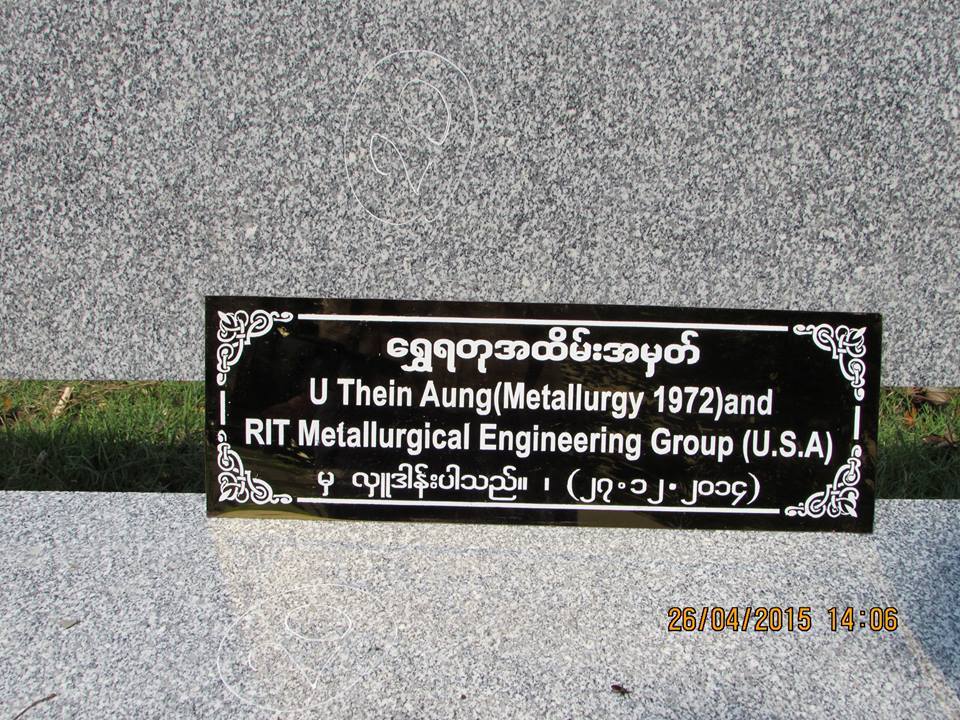 ရွှေရတုအထိမ်းအမှတ်
U Thein Aung(Metallurgy 1972)and
RIT Metallurgical Engineering Group (U.S.A)
မှ လှူဒါန်းပါသည်။ ၊ (၂၇.၁၂.၂၀၁၄)
26/04/2015 14:06